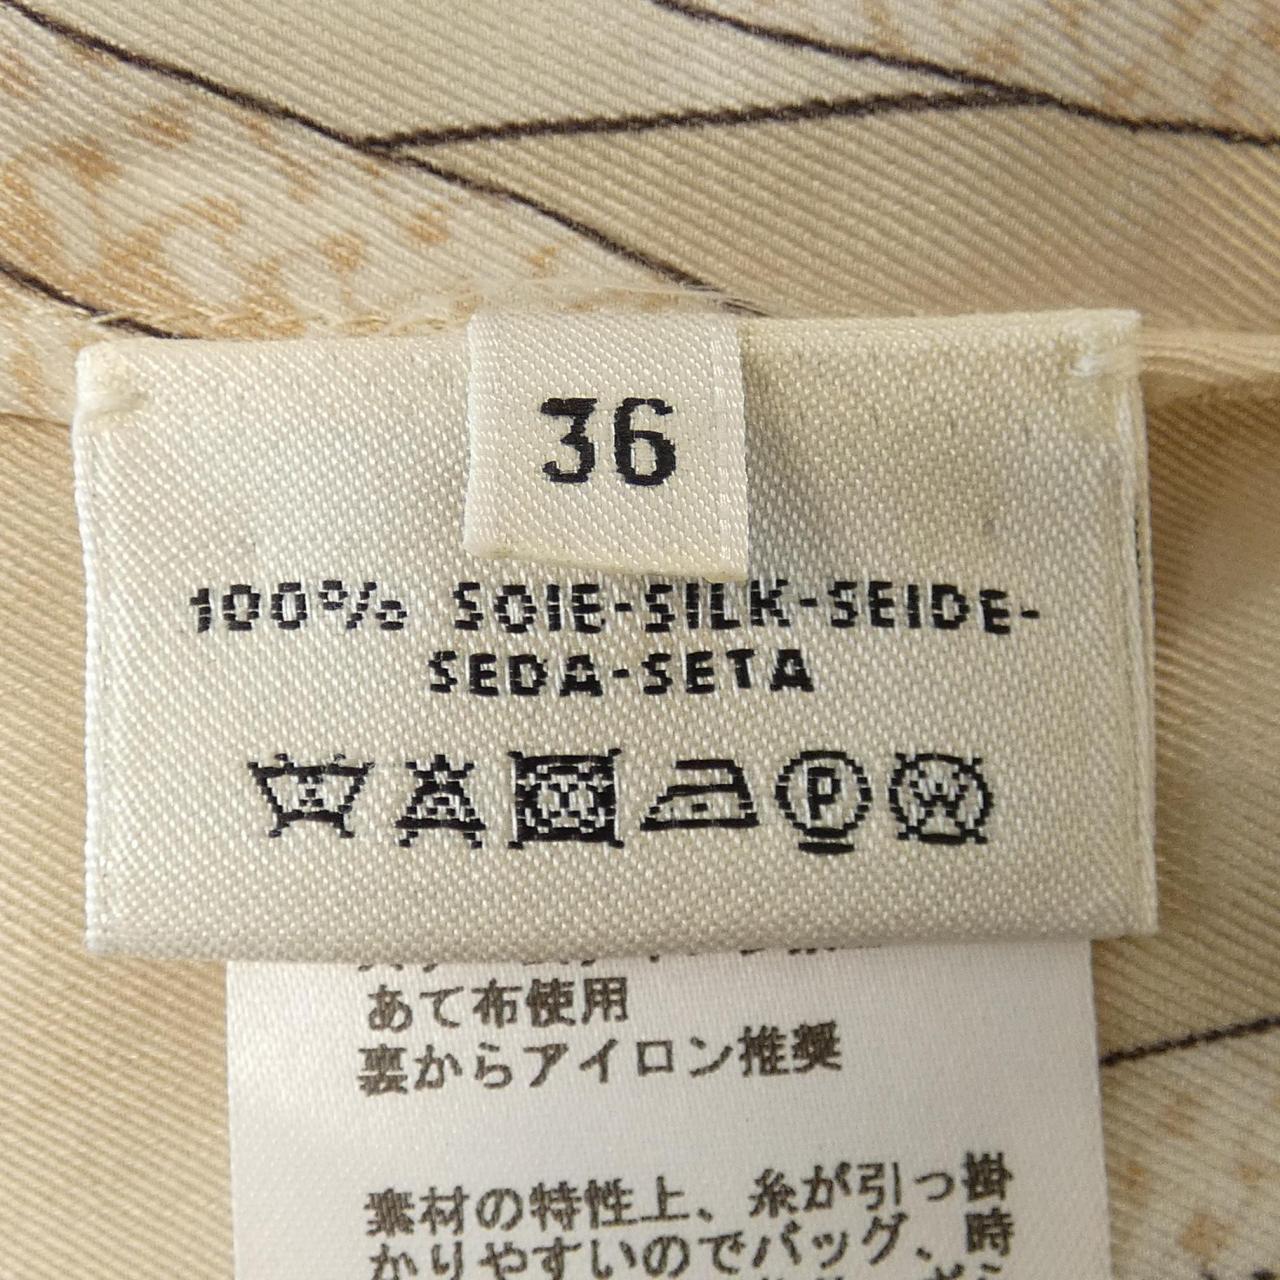 36
100% SOIE-SILK-SEIDE-
SEDA-SETA
P
W
あて布使用
裏からアイロン推奨
素材の特性上、糸が引っ掛
かりやすいのでバッグ、時